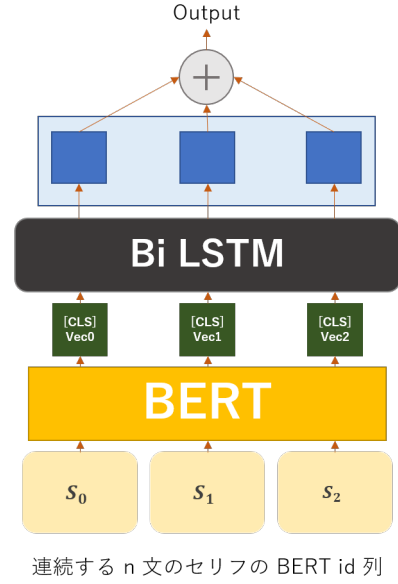 Output
+
Bi LSTM
[CLS] [CLS] [CLS]
Vec0 Vec1 Vec2
BERT
S₀ S₁ S₂
連続する n 文のセリフの BERT id 列